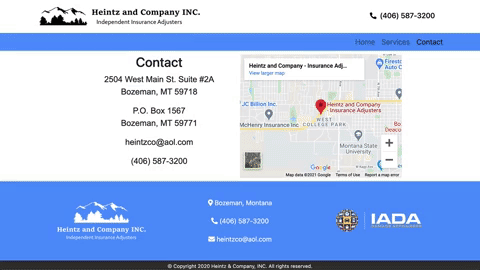 Heintz and Company INC.
Independent Insurance Adjusters
(406) 587-3200
Home Services Contact
Contact
2504 West Main St. Suite #2A
Bozeman, MT 59718
P.O. Box 1567
Bozeman, MT 59771
heintzco@aol.com
(406) 587-3200
Heintz and Company - Insurance Adj...
View larger map
Firesto
Auto C
JC Billion Inc.
McHenry Insurance Inc
Heintz and Company
Insurance Adjusters
WEST
COLLEGE PARK
Bozeman
Deacon
Montana State
University
+
−
Google
Map data ©2021 Google Terms of Use Report a map error
Heintz and Company INC.
Independent Insurance Adjusters
Bozeman, Montana
(406) 587-3200
heintzco@aol.com
IADA
© Copyright 2020 Heintz & Company, INC. All rights reserved.